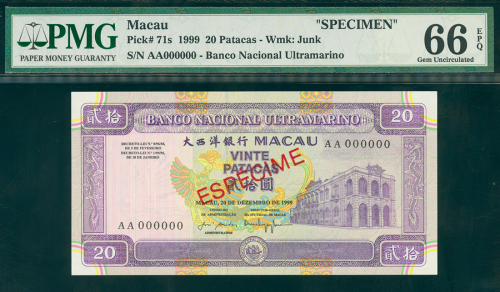 PMG
PAPER MONEY GUARANTY
Macau "SPECIMEN"
Pick# 71s 1999 20 Patacas - Wmk: Junk
S/N AA000000 - Banco Nacional Ultramarino
66 EPQ
Gem Uncirculated
貳拾 BANCO NACIONAL ULTRAMARINO 20
大西洋銀行 MACAU
AA 000000
VINTE
PATACAS
貳拾圓
ESPECIME
MACAU, 20 DE DEZEMBRO DE 1999
AA 000000
20 貳拾